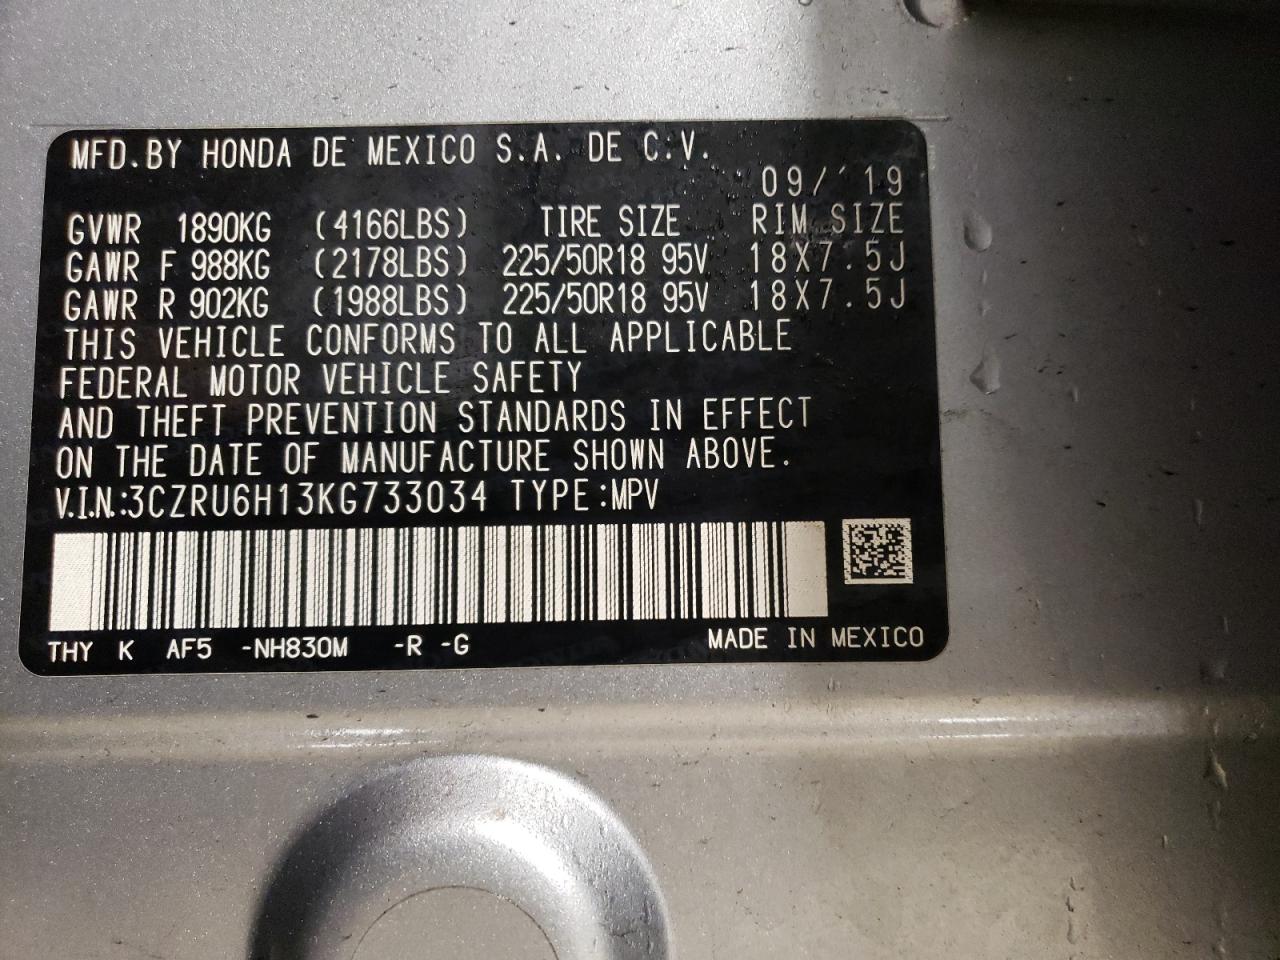 MFD.BY HONDA DE MEXICO S.A. DE C.V.
09/ 19
GVWR 1890KG (4166LBS) TIRE SIZE RIM SIZE
GAWR F 988KG (2178LBS) 225/50R18 95V 18X7.5J
GAWR R 902KG (1988LBS) 225/50R18 95V 18X7.5J
THIS VEHICLE CONFORMS TO ALL APPLICABLE
FEDERAL MOTOR VEHICLE SAFETY
AND THEFT PREVENTION STANDARDS IN EFFECT
ON THE DATE OF MANUFACTURE SHOWN ABOVE.
V.I.N.:3CZRU6H13KG733034 TYPE:MPV
THY K AF5 -NH830M -R -G MADE IN MEXICO